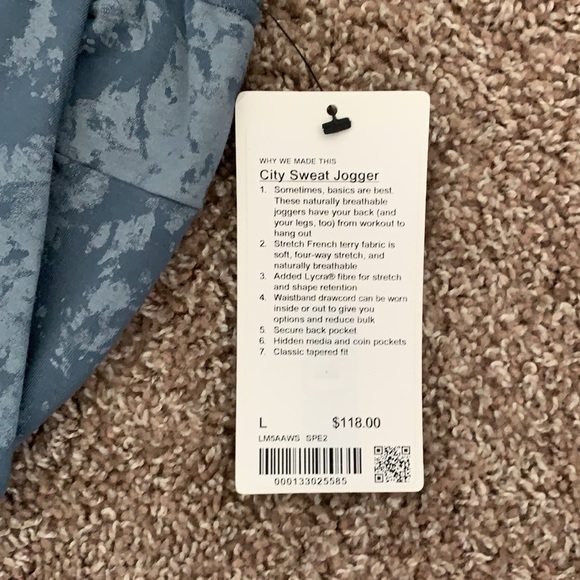 WHY WE MADE THIS
City Sweat Jogger
1. Sometimes, basics are best.
These naturally breathable
joggers have your back (and
your legs, too) from workout to
hang out
2. Stretch French terry fabric is
soft, four-way stretch, and
naturally breathable
3. Added Lycra® fibre for stretch
and shape retention
4. Waistband drawcord can be worn
inside or out to give you
options and reduce bulk
5. Secure back pocket
6. Hidden media and coin pockets
7. Classic tapered fit
L $118.00
LM5AAWS SPE2
000133025585